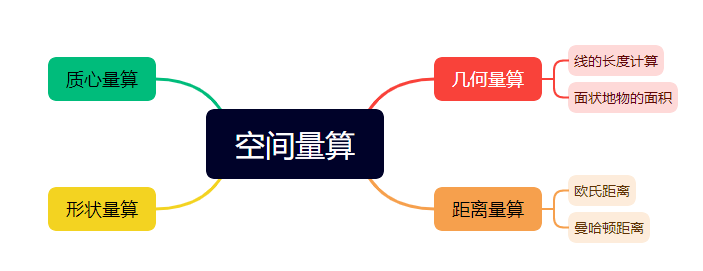 空间量算
几何量算
线的长度计算
面状地物的面积
距离量算
欧氏距离
曼哈顿距离
质心量算
形状量算